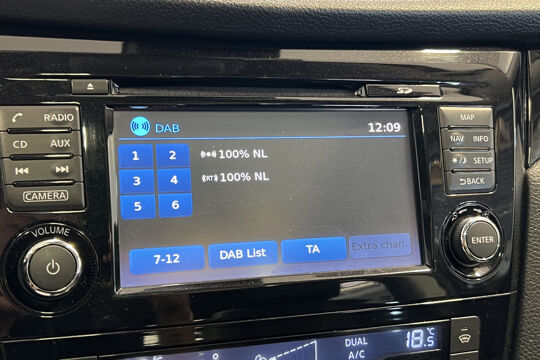 SD
RADIO
CD AUX
CAMERA
VOLUME
DAB
12:09
1 2
3 4
5 6
100% NL
RT 100% NL
7-12
DAB List
TA
Extra chan.
MAP
NAV INFO
SETUP
BACK
ENTER
DUAL
A/C
18.5°C